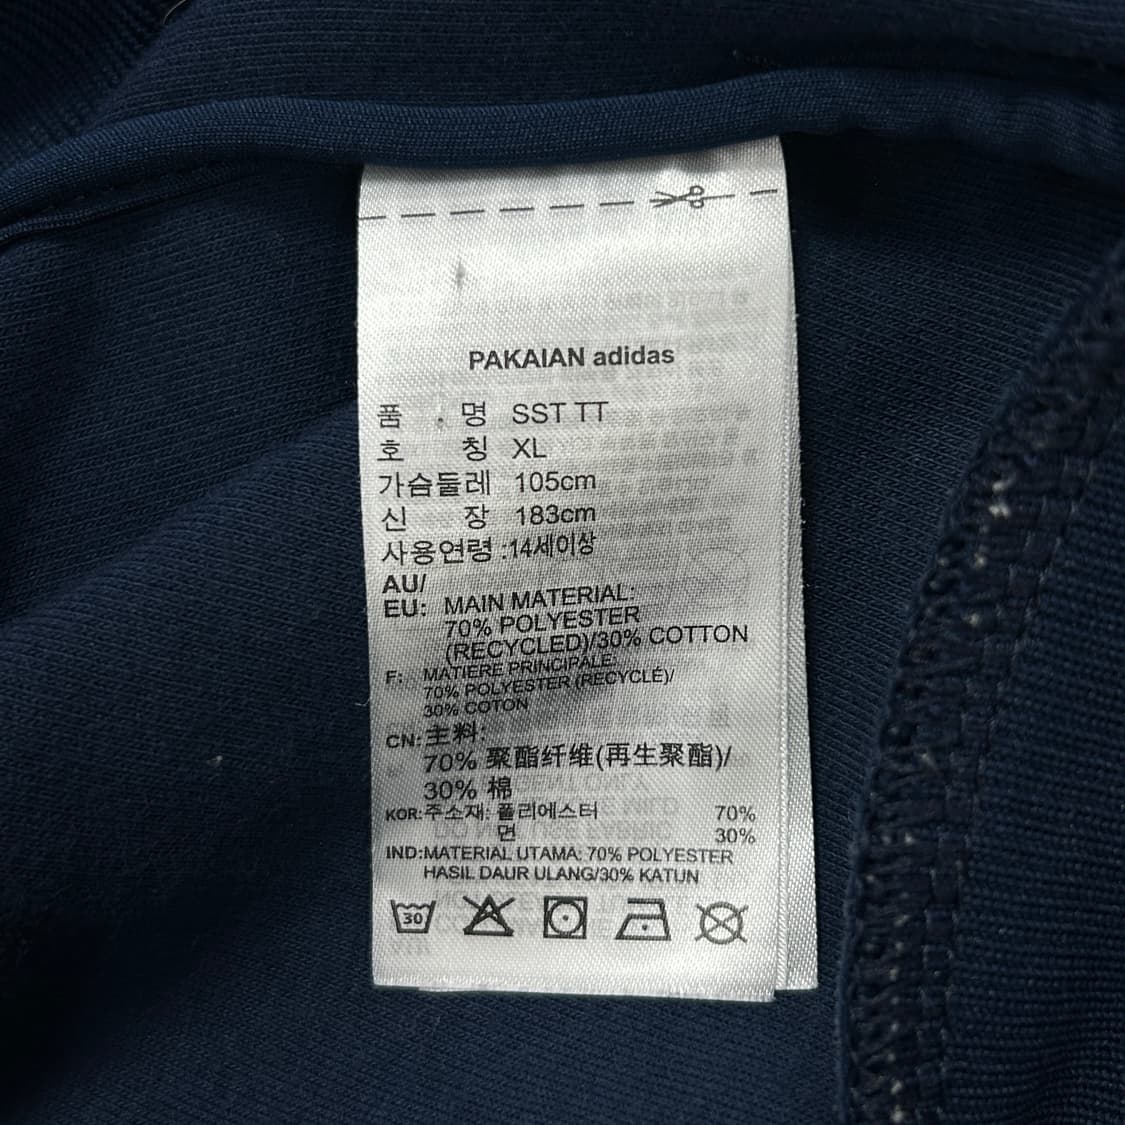 PAKAIAN adidas
품 . 명 SST TT
호 칭 XL
가슴둘레 105cm
신 장 183cm
사용연령 :14세이상
AU/
EU: MAIN MATERIAL:
70% POLYESTER
(RECYCLED)/30% COTTON
F: MATIERE PRINCIPALE:
70% POLYESTER (RECYCLÉ)/
30% COTON
CN: 主料:
70% 聚酯纤维(再生聚酯)/
30% 棉
KOR: 주소재: 폴리에스터 70%
면 30%
IND:MATERIAL UTAMA: 70% POLYESTER
HASIL DAUR ULANG/30% KATUN
30